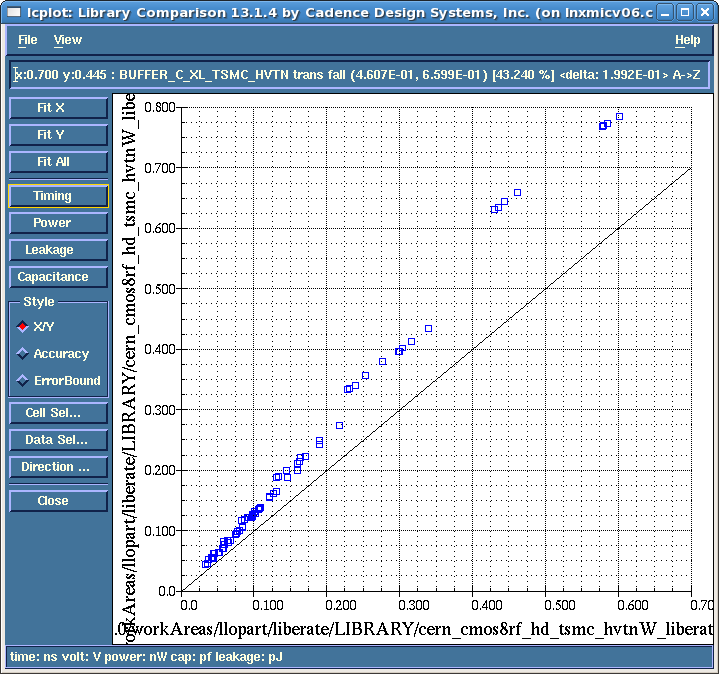 lcplot: Library Comparison 13.1.4 by Cadence Design Systems, Inc. (on lnxmicv06.c
File View Help
x:0.700 y:0.445 : BUFFER_C_XL_TSMC_HVTN trans fall (4.607E-01, 6.599E-01) [43.240 %] <delta: 1.992E-01> A->Z
Fit X
Fit Y
Fit All
Timing
Power
Leakage
Capacitance
Style
X/Y
Accuracy
ErrorBound
Cell Sel...
Data Sel...
Direction ...
Close
orkAreas/llopart/liberate/LIBRARY/cern_cmos8rf_hd_tsmc_hvtnW_libe
0.800
0.700
0.600
0.500
0.400
0.300
0.200
0.100
0.0
0.0 0.100 0.200 0.300 0.400 0.500 0.600 0.70
.0/workAreas/llopart/liberate/LIBRARY/cern_cmos8rf_hd_tsmc_hvtnW_liberat
time: ns volt: V power: nW cap: pf leakage: pJ